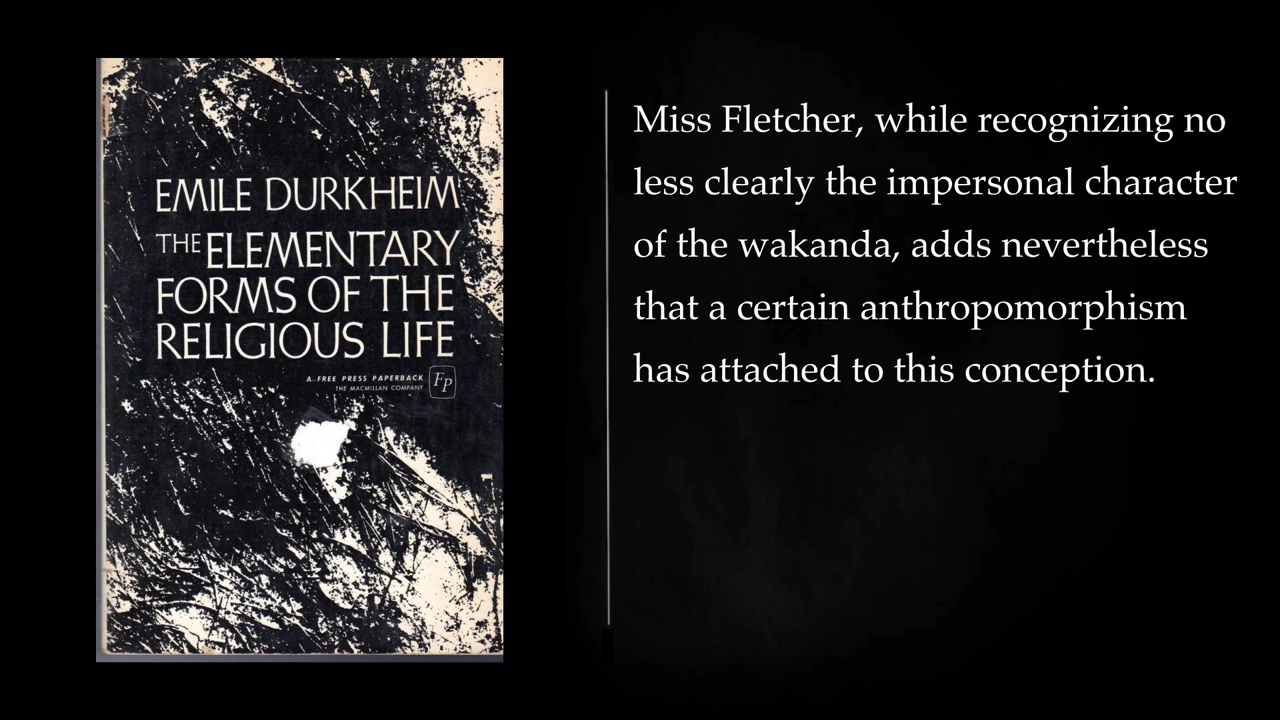 EMILE DURKHEIM
THE ELEMENTARY
FORMS OF THE
RELIGIOUS LIFE
A FREE PRESS PAPERBACK
THE MACMILLAN COMPANY
Fp
Miss Fletcher, while recognizing no
less clearly the impersonal character
of the wakanda, adds nevertheless
that a certain anthropomorphism
has attached to this conception.